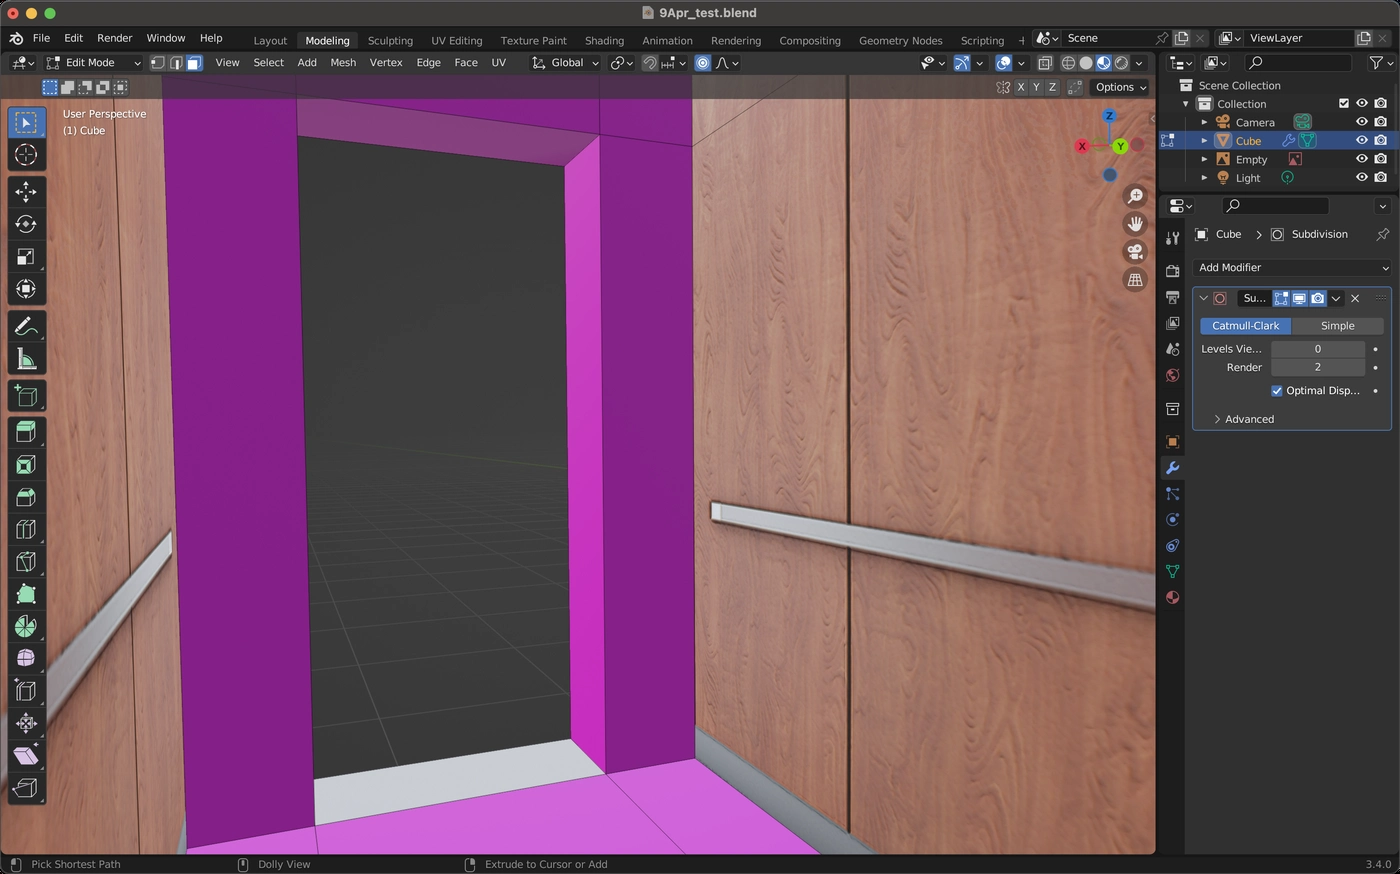 9Apr_test.blend
File Edit Render Window Help Layout Modeling Sculpting UV Editing Texture Paint Shading Animation Rendering Compositing Geometry Nodes Scripting + Scene ViewLayer
Edit Mode View Select Add Mesh Vertex Edge Face UV Global
X Y Z Options
User Perspective
(1) Cube
Z
X Y
Scene Collection
Collection
Camera
Cube
Empty
Light
Cube > Subdivision
Add Modifier
Su...
Catmull-Clark Simple
Levels Vie... 0
Render 2
Optimal Disp...
Advanced
Pick Shortest Path Dolly View Extrude to Cursor or Add 3.4.0